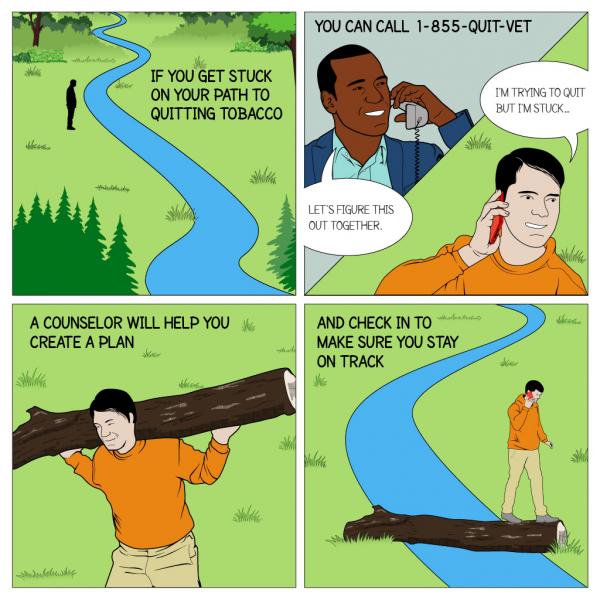 IF YOU GET STUCK
ON YOUR PATH TO
QUITTING TOBACCO
YOU CAN CALL 1-855-QUIT-VET
I'M TRYING TO QUIT
BUT I'M STUCK...
LET'S FIGURE THIS
OUT TOGETHER.
A COUNSELOR WILL HELP YOU
CREATE A PLAN
AND CHECK IN TO
MAKE SURE YOU STAY
ON TRACK